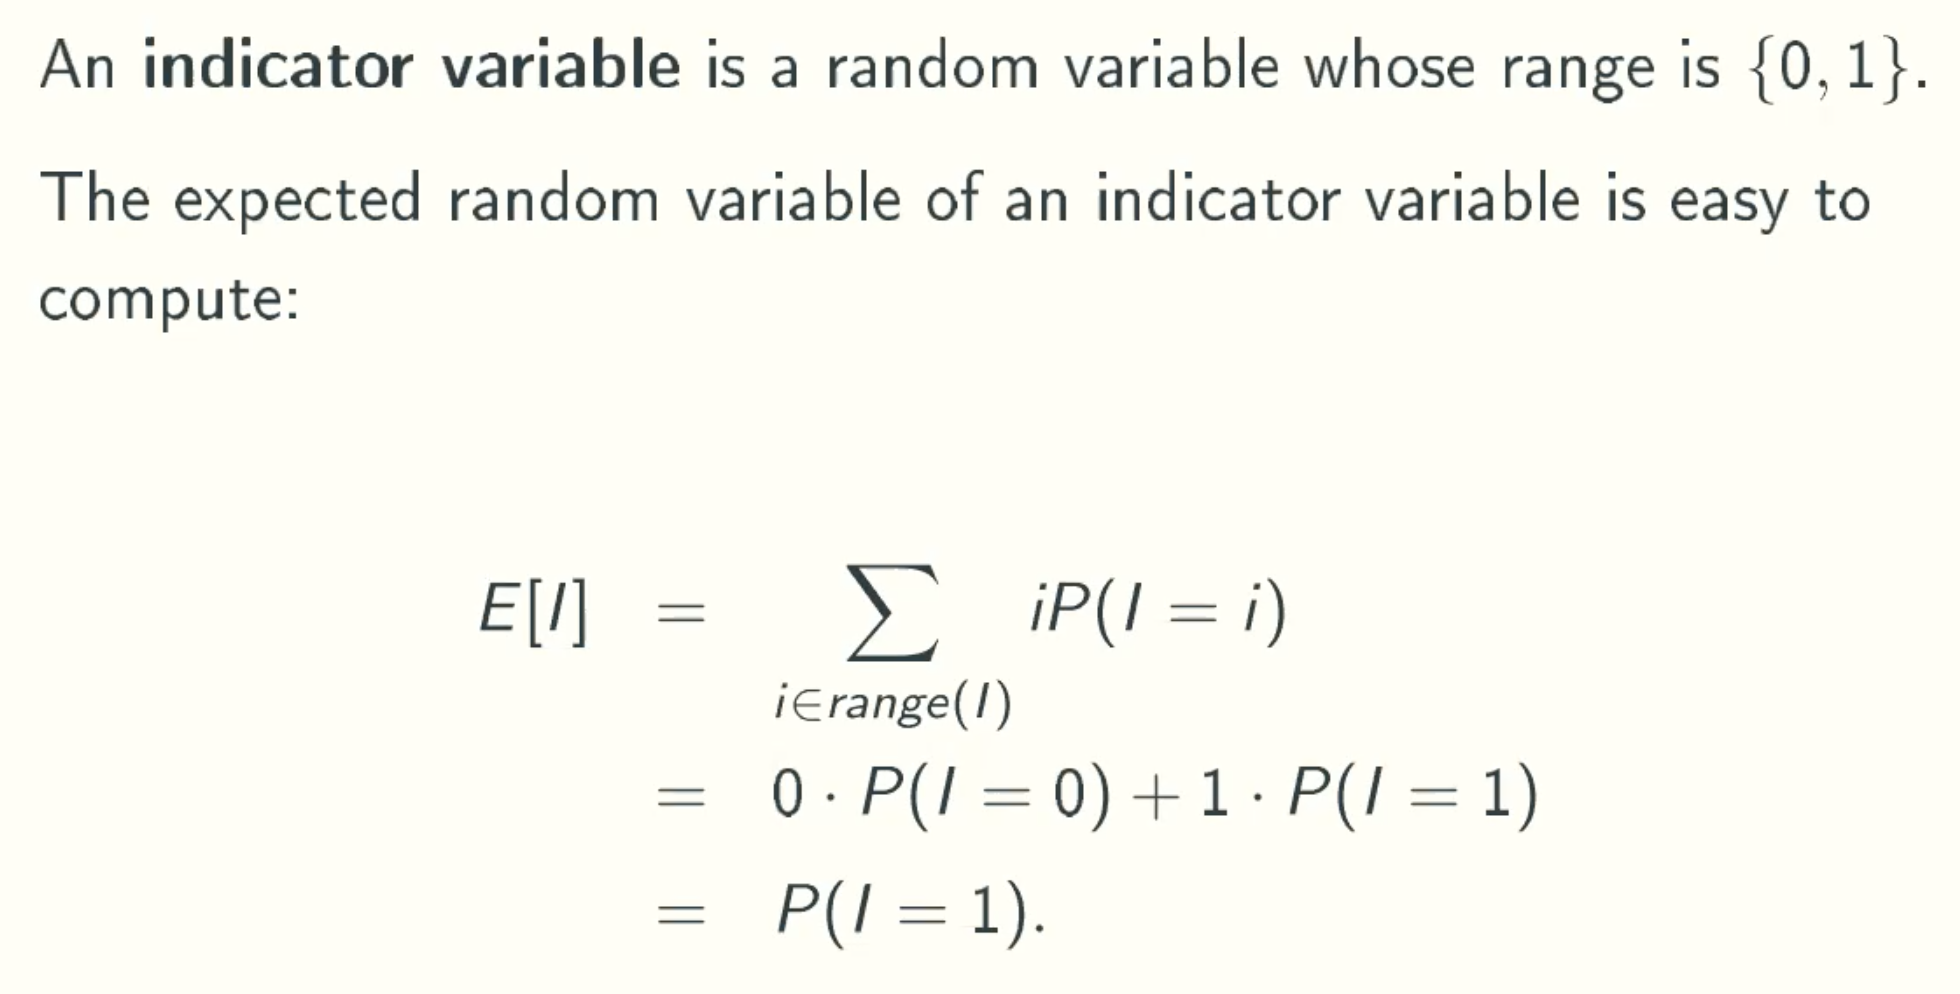 An indicator variable is a random variable whose range is {0, 1}.
The expected random variable of an indicator variable is easy to
compute:
E[I] = ∑ iP(I = i)
i∈range(I)
= 0 · P(I = 0) + 1 · P(I = 1)
= P(I = 1).